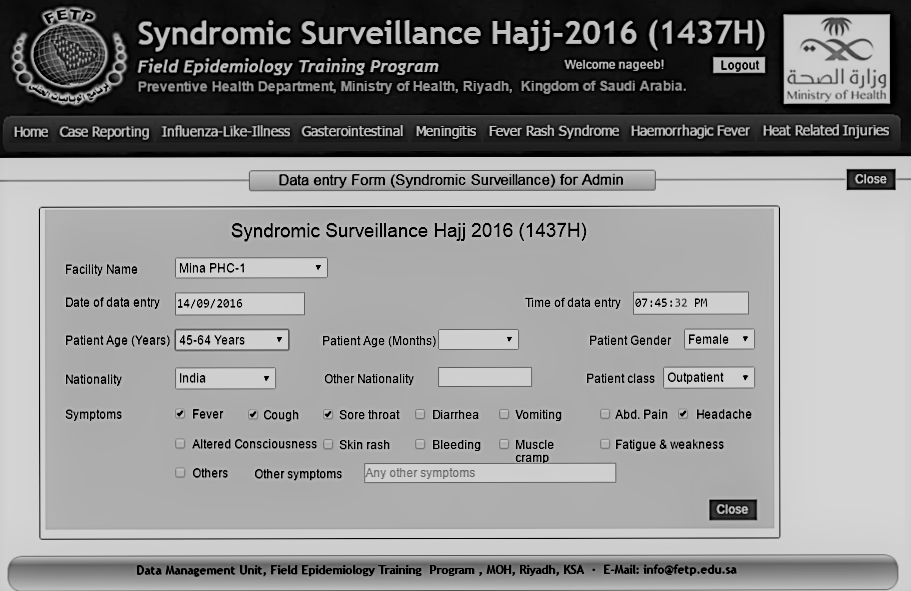 FETP
Syndromic Surveillance Hajj-2016 (1437H)
Field Epidemiology Training Program
Welcome nageeb!
Logout
Preventive Health Department, Ministry of Health, Riyadh, Kingdom of Saudi Arabia.
وزارة الصحة
Ministry of Health
Home Case Reporting Influenza-Like-Illness Gasterointestinal Meningitis Fever Rash Syndrome Haemorrhagic Fever Heat Related Injuries
Data entry Form (Syndromic Surveillance) for Admin
Close
Syndromic Surveillance Hajj 2016 (1437H)
Facility Name Mina PHC-1
Date of data entry 14/09/2016 Time of data entry 07:45:32 PM
Patient Age (Years) 45-64 Years Patient Age (Months) Patient Gender Female
Nationality India Other Nationality Patient class Outpatient
Symptoms Fever Cough Sore throat Diarrhea Vomiting Abd. Pain Headache
Altered Consciousness Skin rash Bleeding Muscle cramp Fatigue & weakness
Others Other symptoms Any other symptoms
Close
Data Management Unit, Field Epidemiology Training Program , MOH, Riyadh, KSA · E-Mail: info@fetp.edu.sa